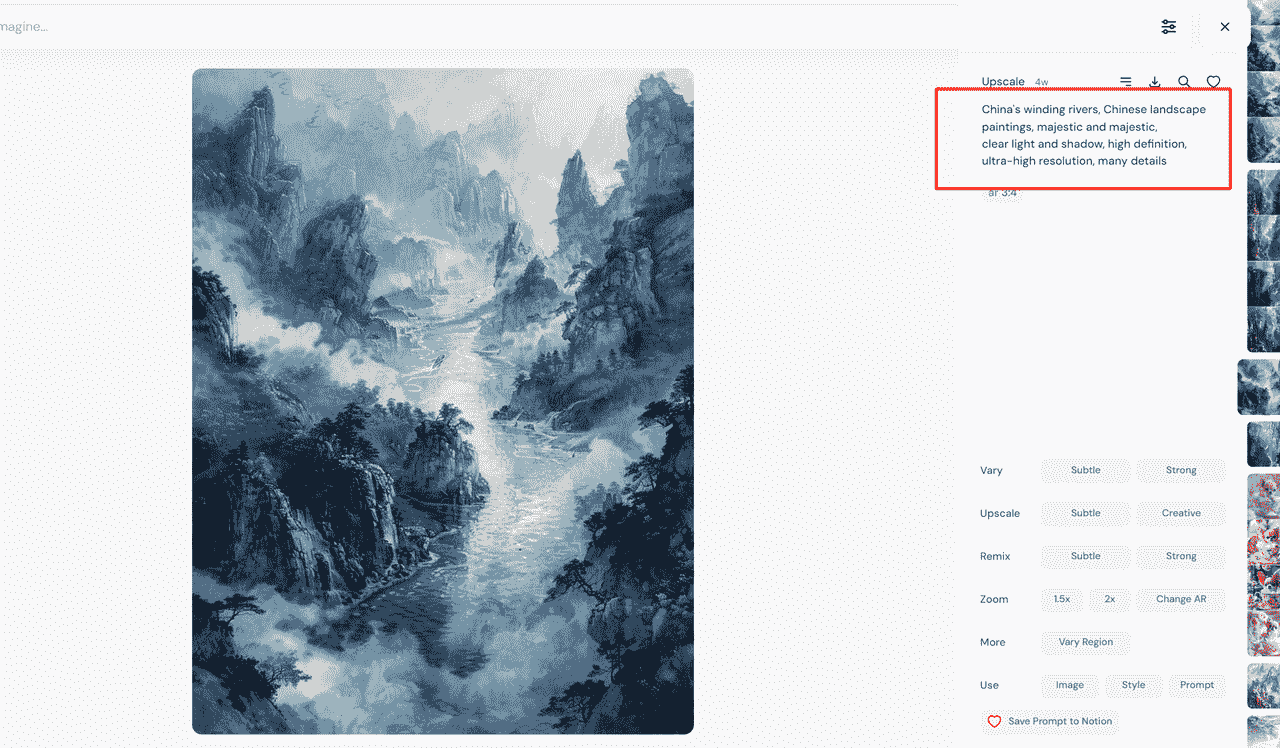 magine...
Upscale 4w
China's winding rivers, Chinese landscape
paintings, majestic and majestic,
clear light and shadow, high definition,
ultra-high resolution, many details
ar 3:4
Vary Subtle Strong
Upscale Subtle Creative
Remix Subtle Strong
Zoom 1.5x 2x Change AR
More Vary Region
Use Image Style Prompt
Save Prompt to Notion